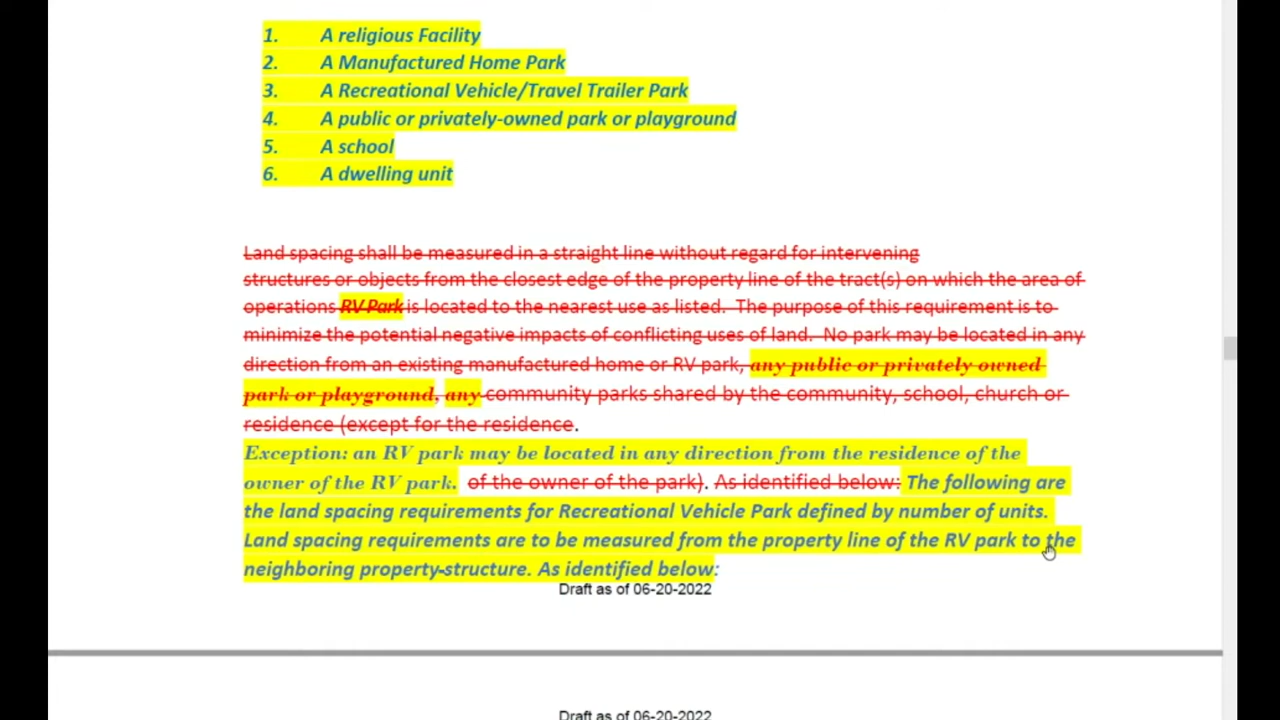 1. A religious Facility
2. A Manufactured Home Park
3. A Recreational Vehicle/Travel Trailer Park
4. A public or privately-owned park or playground
5. A school
6. A dwelling unit
Land spacing shall be measured in a straight line without regard for intervening
structures or objects from the closest edge of the property line of the tract(s) on which the area of
operations RV Park is located to the nearest use as listed. The purpose of this requirement is to
minimize the potential negative impacts of conflicting uses of land. No park may be located in any
direction from an existing manufactured home or RV park, any public or privately owned
park or playground, any community parks shared by the community, school, church or
residence (except for the residence.
Exception: an RV park may be located in any direction from the residence of the
owner of the RV park. of the owner of the park). As identified below: The following are
the land spacing requirements for Recreational Vehicle Park defined by number of units.
Land spacing requirements are to be measured from the property line of the RV park to the
neighboring property-structure. As identified below:
Draft as of 06-20-2022
Draft as of 06-20-2022